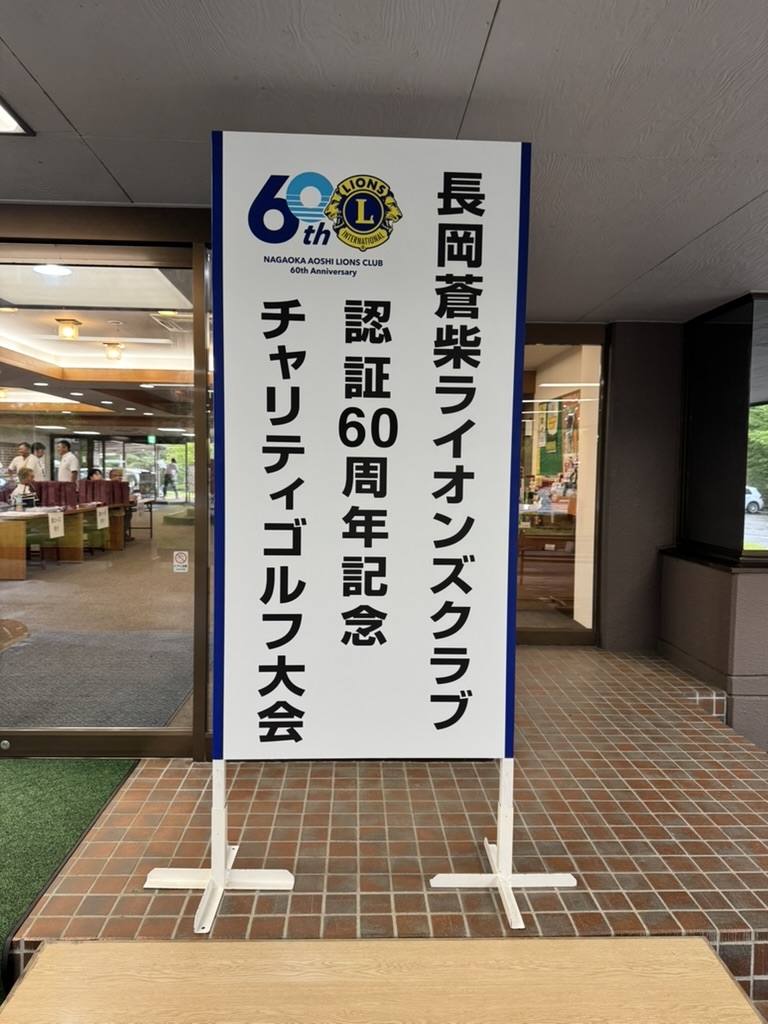 長岡蒼柴ライオンズクラブ
認証60周年記念
チャリティゴルフ大会
60th
LIONS
L
INTERNATIONAL
NAGAOKA AOSHI LIONS CLUB
60th Anniversary